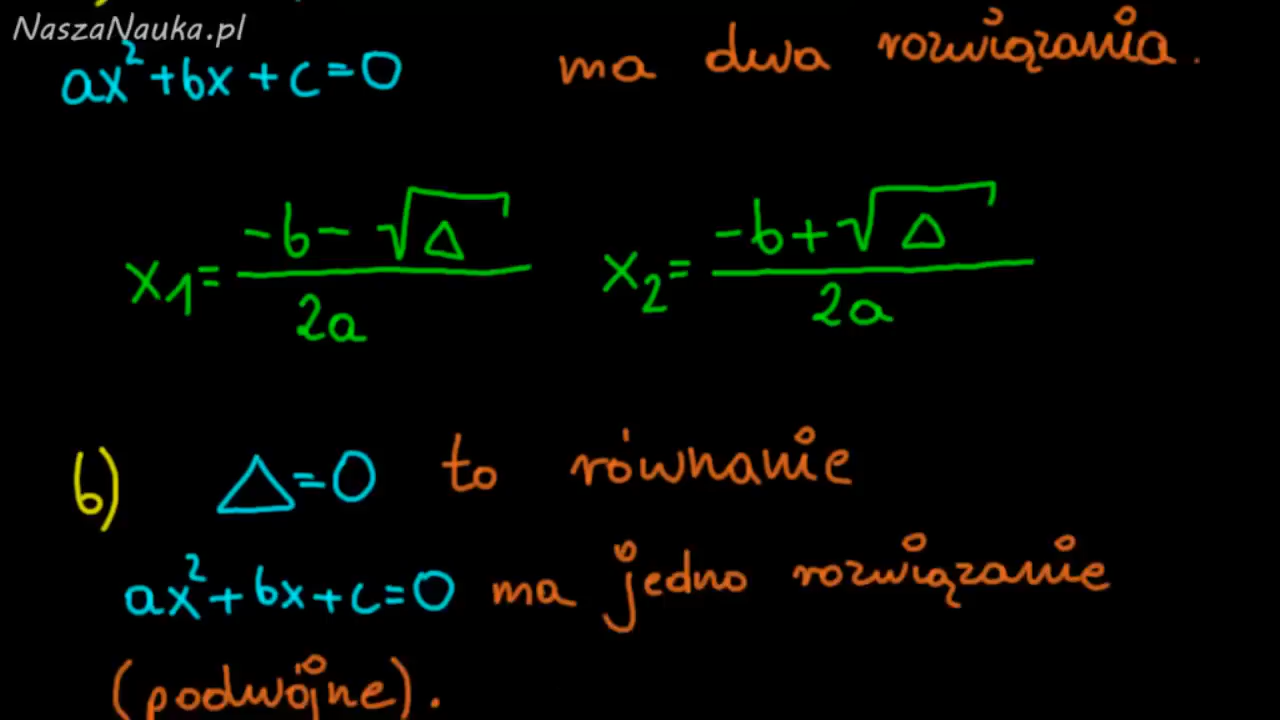 NaszaNauka.pl
ax²+bx+c=0 ma dwa rozwiązania.
x₁= (-b-√Δ)/(2a) x₂= (-b+√Δ)/(2a)
b) Δ=0 to równanie
ax²+bx+c=0 ma jedno rozwiązanie
(podwójne).